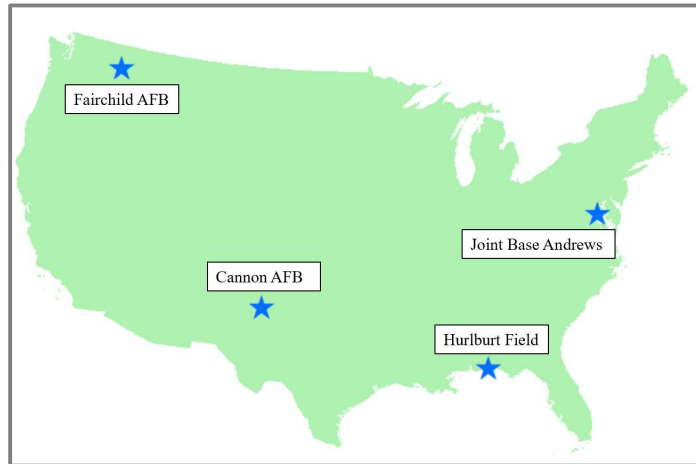 Fairchild AFB
Joint Base Andrews
Cannon AFB
Hurlburt Field